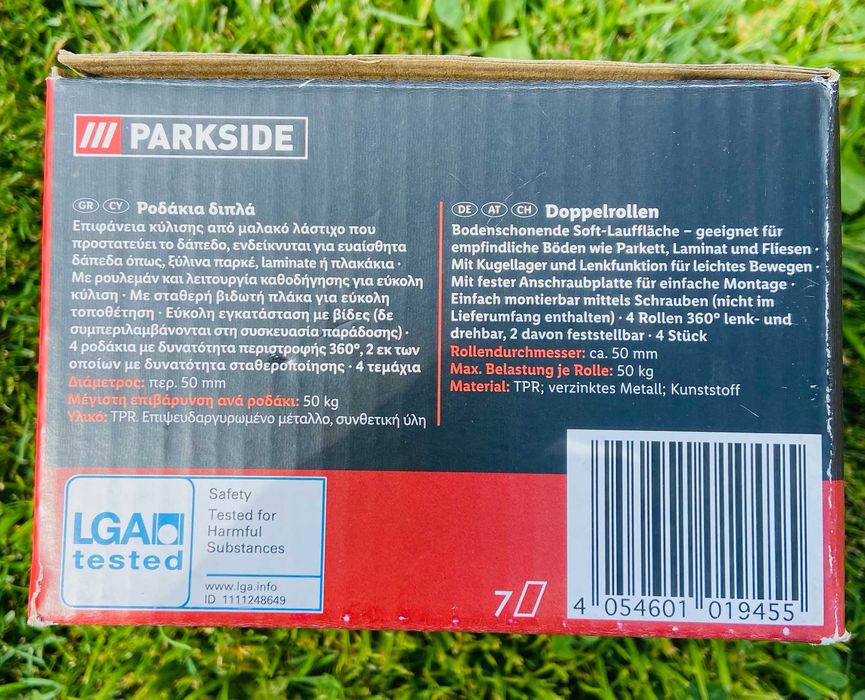 /// PARKSIDE
GR CY Ροδάκια διπλά
Επιφάνεια κύλισης από μαλακό λάστιχο που
προστατεύει το δάπεδο, ενδείκνυται για ευαίσθητα
δάπεδα όπως, ξύλινα παρκέ, laminate ή πλακάκια ·
Με ρουλεμάν και λειτουργία καθοδήγησης για εύκολη
κύλιση · Με σταθερή βιδωτή πλάκα για εύκολη
τοποθέτηση · Εύκολη εγκατάσταση με βίδες (δε
συμπεριλαμβάνονται στη συσκευασία παράδοσης) ·
4 ροδάκια με δυνατότητα περιστροφής 360°, 2 εκ των
οποίων με δυνατότητα σταθεροποίησης · 4 τεμάχια
Διάμετρος: περ. 50 mm
Μέγιστη επιβάρυνση ανά ροδάκι: 50 kg
Υλικό: TPR. Επιψευδαργυρωμένο μέταλλο, συνθετική ύλη
DE AT CH Doppelrollen
Bodenschonende Soft-Lauffläche – geeignet für
empfindliche Böden wie Parkett, Laminat und Fliesen ·
Mit Kugellager und Lenkfunktion für leichtes Bewegen ·
Mit fester Anschraubplatte für einfache Montage ·
Einfach montierbar mittels Schrauben (nicht im
Lieferumfang enthalten) · 4 Rollen 360° lenk- und
drehbar, 2 davon feststellbar · 4 Stück
Rollendurchmesser: ca. 50 mm
Max. Belastung je Rolle: 50 kg
Material: TPR; verzinktes Metall; Kunststoff
LGA
tested
Safety
Tested for
Harmful
Substances
www.lga.info
ID 1111248649
7
4 054601 019455